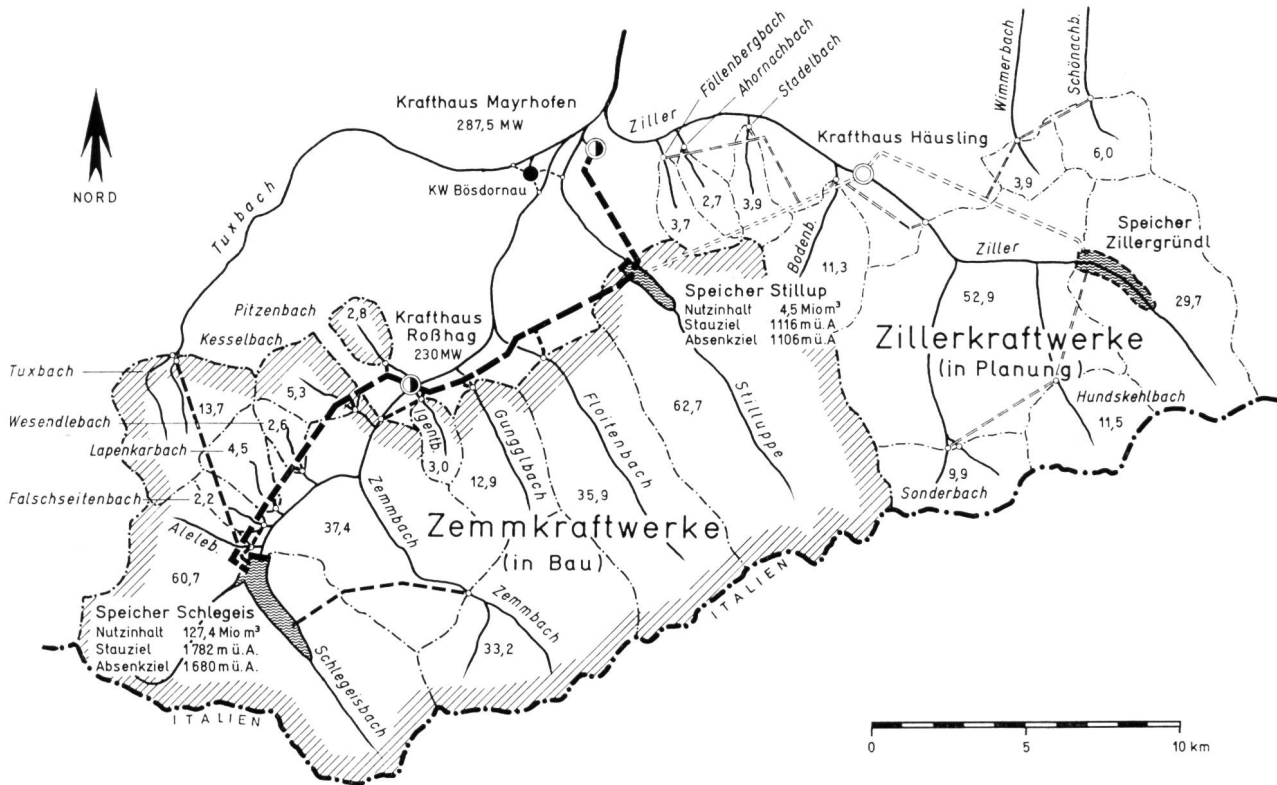 NORD
Krafthaus Mayrhofen
287,5 MW
KW Bösdornau
Ziller
Föllenbergbach
Ahornachbach
Stadelbach
Krafthaus Häusling
Wimmerbach
Schönachb.
6,0
3,9
3,7
2,7
3,9
Bodenb.
11,3
Ziller
Speicher
Zillergründl
29,7
52,9
Zillerkraftwerke
(in Planung)
Hundskehlbach
11,5
9,9
Sonderbach
Speicher Stillup
Nutzinhalt 4,5 Mio m³
Stauziel 1116 m ü. A.
Absenkziel 1106 m ü. A.
Stilluppe
62,7
Tuxbach
Pitzenbach
2,8
Kesselbach
Krafthaus
Roßhag
230 MW
Tuxbach
13,7
5,3
Wesendlebach
2,6
Lapenkarbach
4,5
Falschseitenbach
2,2
Aleleb.
Igentb.
3,0
Gungglbach
12,9
Floitenbach
35,9
Zemmbach
37,4
Zemmkraftwerke
(in Bau)
Zemmbach
33,2
60,7
Speicher Schlegeis
Nutzinhalt 127,4 Mio m³
Stauziel 1782 m ü. A.
Absenkziel 1680 m ü. A.
Schlegeisbach
ITALIEN
ITALIEN
0 5 10 km